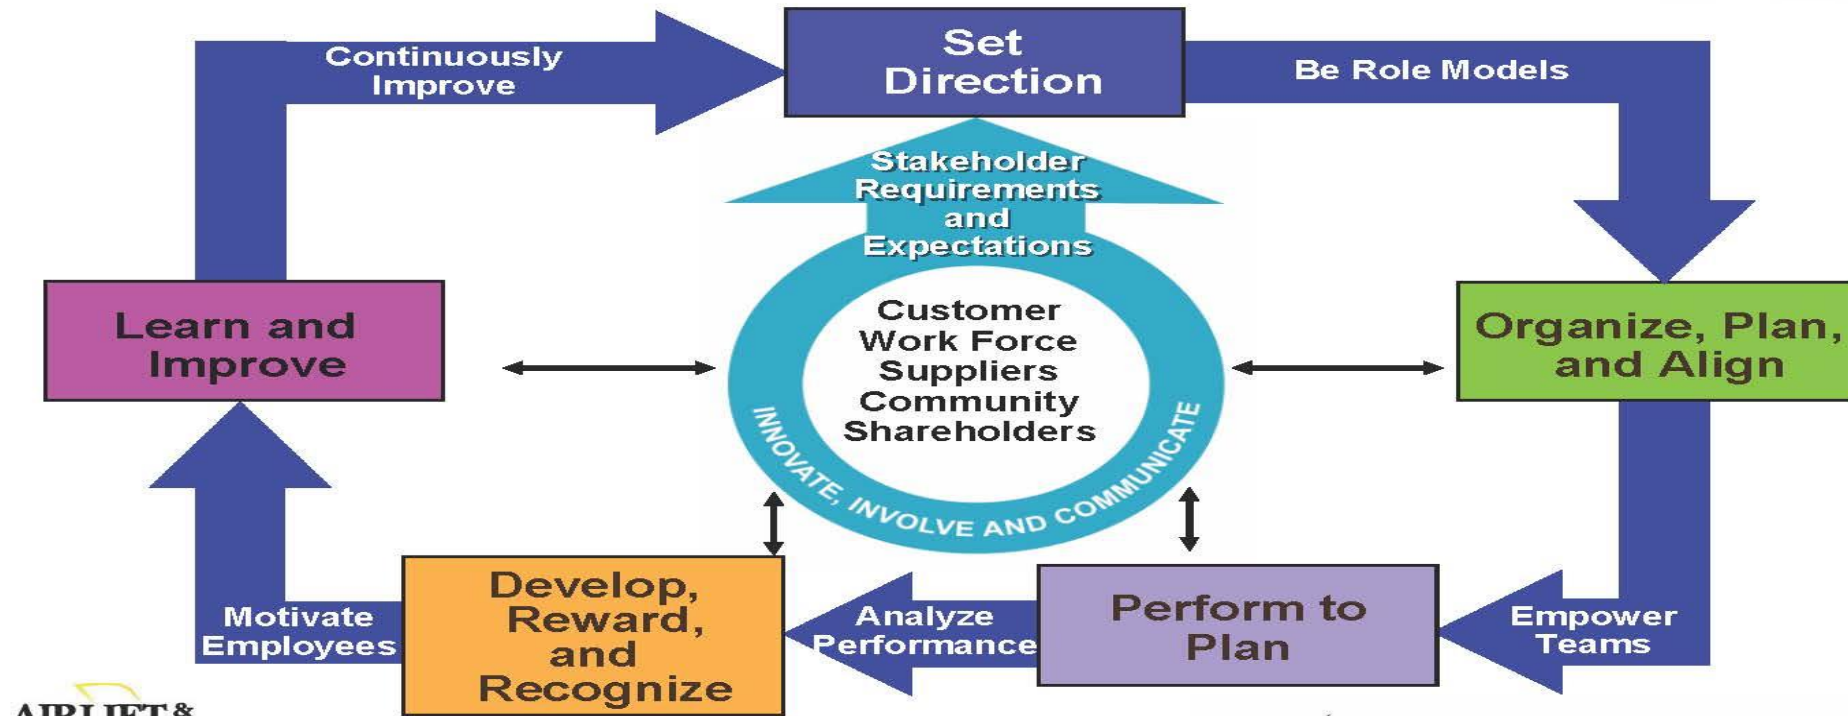 Continuously
Improve
Set
Direction
Be Role Models
Stakeholder
Requirements
and
Expectations
Learn and
Improve
Customer
Work Force
Suppliers
Community
Shareholders
Organize, Plan,
and Align
INNOVATE, INVOLVE AND COMMUNICATE
Motivate
Employees
Develop,
Reward,
and
Recognize
Analyze
Performance
Perform to
Plan
Empower
Teams
AIRLIFT &